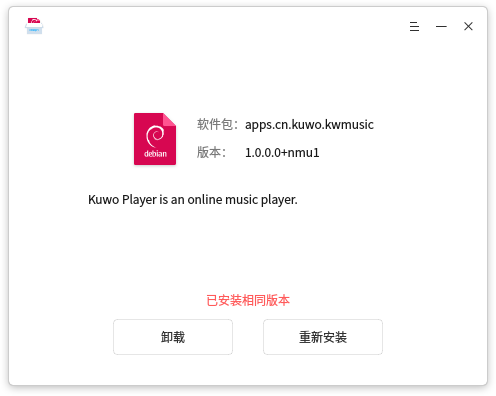 debian
软件包： apps.cn.kuwo.kwmusic
版本： 1.0.0.0+nmu1
Kuwo Player is an online music player.
已安装相同版本
卸载 重新安装